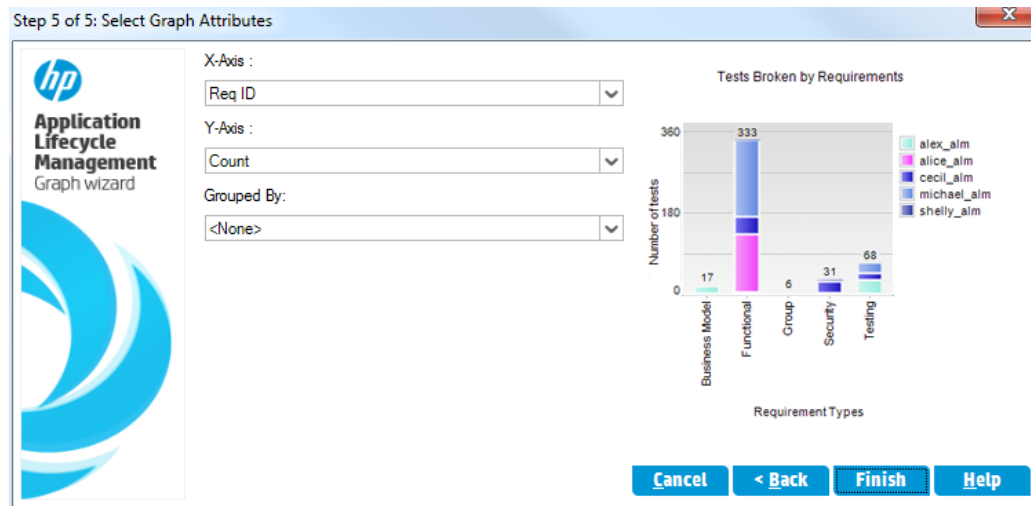 Step 5 of 5: Select Graph Attributes
x
hp
Application
Lifecycle
Management
Graph wizard
X-Axis :
Req ID
Y-Axis :
Count
Grouped By:
<None>
Tests Broken by Requirements
Number of tests
360
180
0
17
333
6
31
68
Business Model
Functional
Group
Security
Testing
Requirement Types
alex_alm
alice_alm
cecil_alm
michael_alm
shelly_alm
Cancel
< Back
Finish
Help